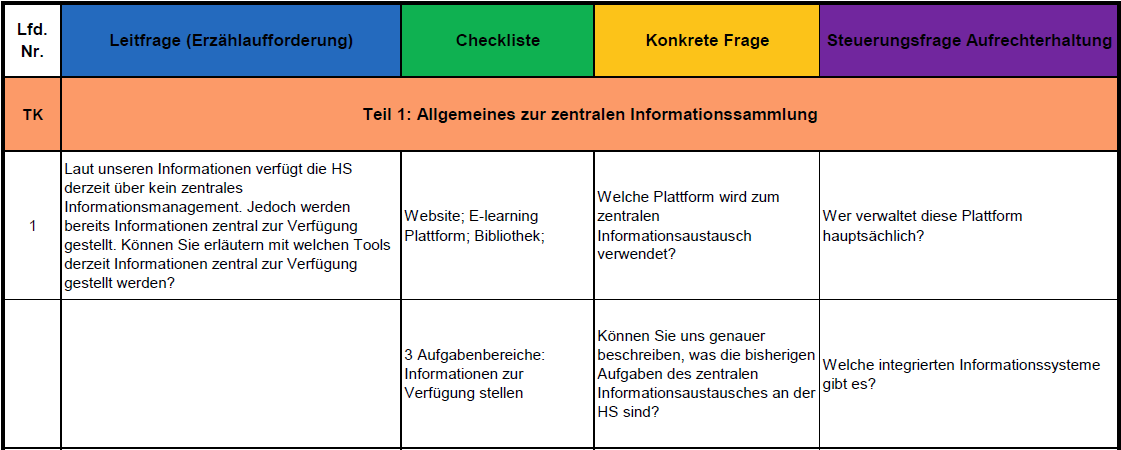 Lfd.
Nr.
Leitfrage (Erzählaufforderung)
Checkliste
Konkrete Frage
Steuerungsfrage Aufrechterhaltung
TK
Teil 1: Allgemeines zur zentralen Informationssammlung
1
Laut unseren Informationen verfügt die HS
derzeit über kein zentrales
Informationsmanagement. Jedoch werden
bereits Informationen zentral zur Verfügung
gestellt. Können Sie erläutern mit welchen Tools
derzeit Informationen zentral zur Verfügung
gestellt werden?
Website; E-learning
Plattform; Bibliothek;
Welche Plattform wird zum
zentralen
Informationsaustausch
verwendet?
Wer verwaltet diese Plattform
hauptsächlich?
3 Aufgabenbereiche:
Informationen zur
Verfügung stellen
Können Sie uns genauer
beschreiben, was die bisherigen
Aufgaben des zentralen
Informationsaustausches an der
HS sind?
Welche integrierten Informationssysteme
gibt es?